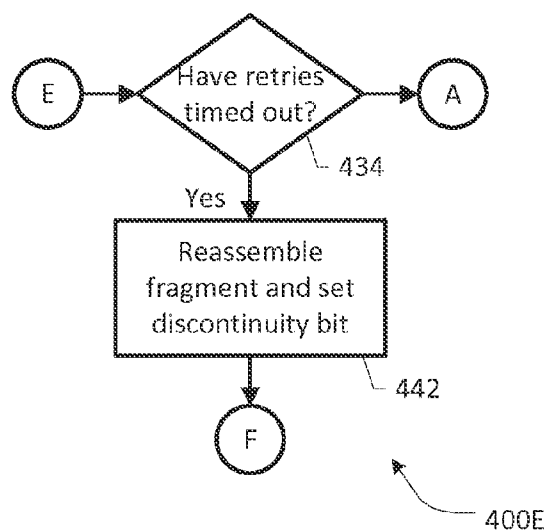 E
Have retries
timed out?
A
434
Yes
Reassemble
fragment and set
discontinuity bit
442
F
400E